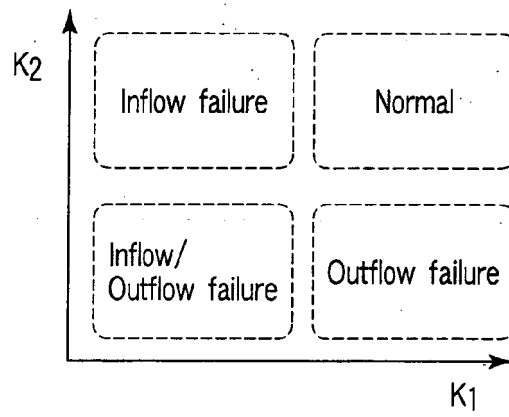 K2
Inflow failure
Normal
Inflow/
Outflow failure
Outflow failure
K1